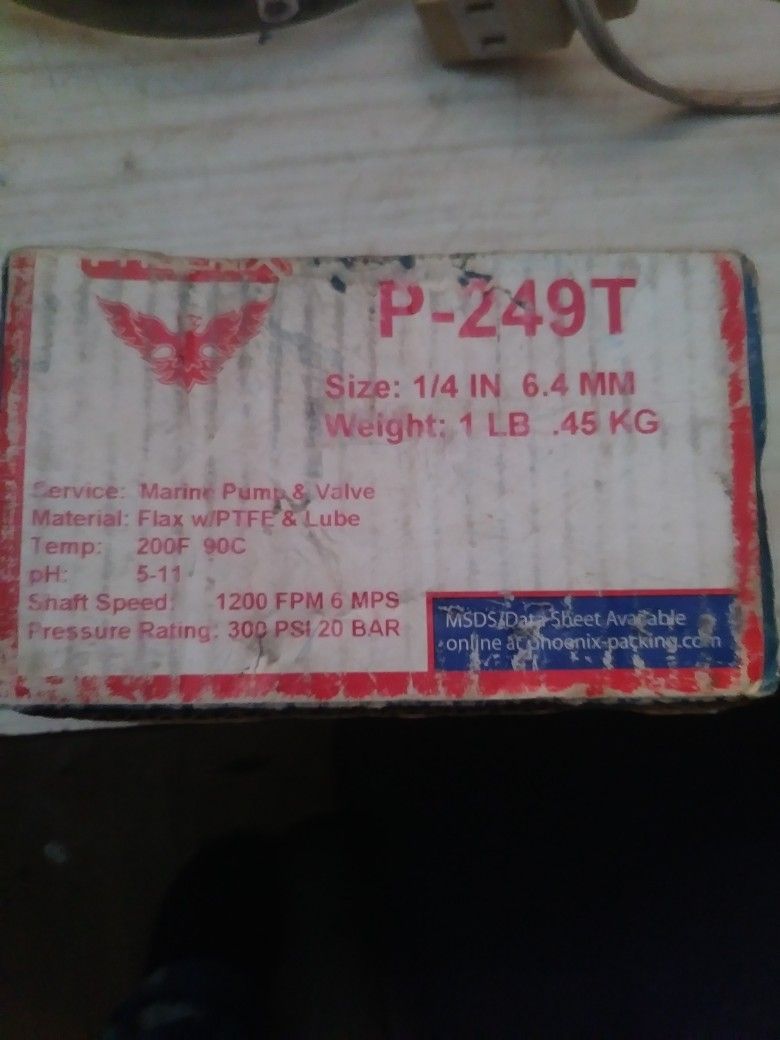 P-249T
Size: 1/4 IN 6.4 MM
Weight: 1 LB .45 KG
Service: Marine Pump & Valve
Material: Flax w/PTFE & Lube
Temp: 200F 90C
pH: 5-11
Shaft Speed: 1200 FPM 6 MPS
Pressure Rating: 300 PSI 20 BAR
MSDS/Data Sheet Available
online at phoenix-packing.com